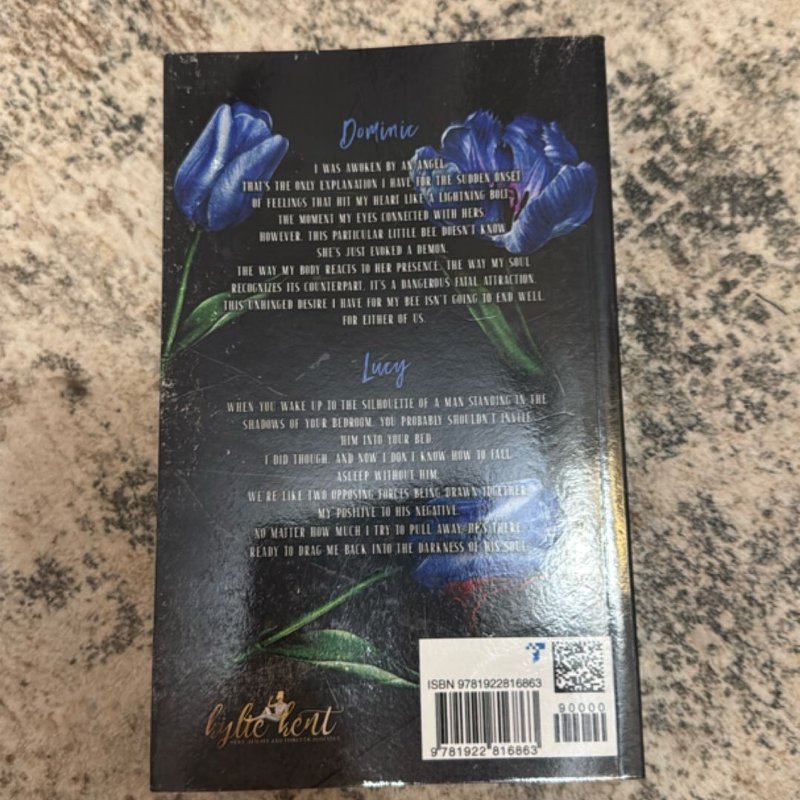 Dominic
I WAS AWOKEN BY AN ANGEL.
THAT'S THE ONLY EXPLANATION I HAVE FOR THE SUDDEN ONSET
OF FEELINGS THAT HIT MY HEART LIKE A LIGHTNING BOLT
THE MOMENT MY EYES CONNECTED WITH HERS.
HOWEVER, THIS PARTICULAR LITTLE BEE DOESN'T KNOW
SHE'S JUST EVOKED A DEMON.
THE WAY MY BODY REACTS TO HER PRESENCE. THE WAY MY SOUL
RECOGNIZES ITS COUNTERPART. IT'S A DANGEROUS FATAL ATTRACTION.
THIS UNHINGED DESIRE I HAVE FOR MY BEE ISN'T GOING TO END WELL.
FOR EITHER OF US.
Lucy
WHEN YOU WAKE UP TO THE SILHOUETTE OF A MAN STANDING IN THE
SHADOWS OF YOUR BEDROOM, YOU PROBABLY SHOULDN'T INVITE
HIM INTO YOUR BED.
I DID THOUGH. AND NOW I DON'T KNOW HOW TO FALL
ASLEEP WITHOUT HIM.
WE'RE LIKE TWO OPPOSING FORCES BEING DRAWN TOGETHER.
MY POSITIVE TO HIS NEGATIVE.
NO MATTER HOW MUCH I TRY TO PULL AWAY, HE'S THERE
READY TO DRAG ME BACK INTO THE DARKNESS OF HIS SOUL.
kylie kent
ISBN 9781922816863
90000
9 781922 816863